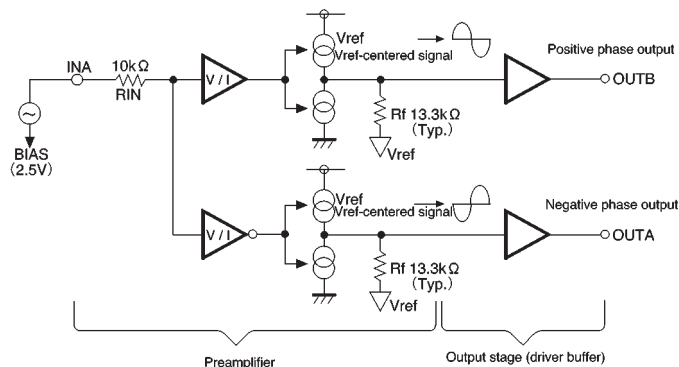 Vref
Vref-centered signal
Positive phase output
INA
10kΩ
RIN
V / I
OUTB
Rf 13.3kΩ
(Typ.)
Vref
BIAS
(2.5V)
Vref
Vref-centered signal
Negative phase output
V / I
OUTA
Rf 13.3kΩ
(Typ.)
Vref
Preamplifier
Output stage (driver buffer)